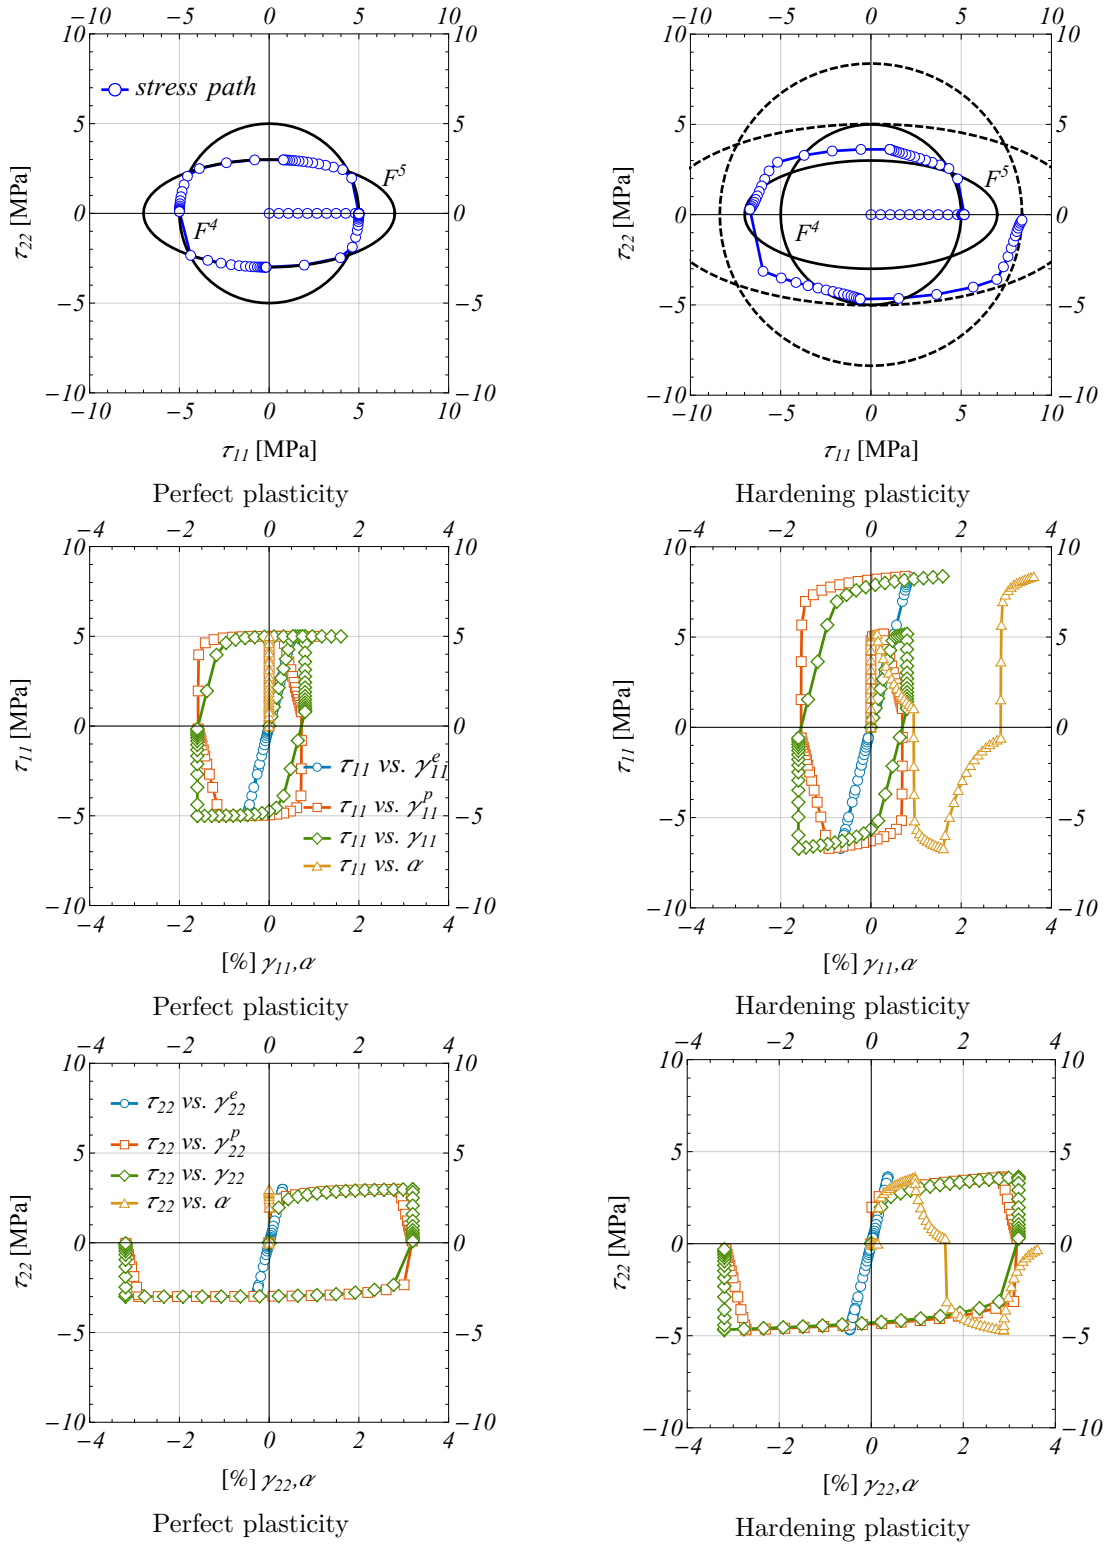 −10 −5 0 5 10
10 10
5 5
0 0
−5 −5
−10 −10
−10 −5 0 5 10
τ22 [MPa]
stress path
F⁵
F⁴
τ11 [MPa]
Perfect plasticity
−10 −5 0 5 10
10 10
5 5
0 0
−5 −5
−10 −10
−10 −5 0 5 10
τ22 [MPa]
F⁵
F⁴
τ11 [MPa]
Hardening plasticity
−4 −2 0 2 4
10 10
5 5
0 0
−5 −5
−10 −10
−4 −2 0 2 4
τ11 [MPa]
τ11 vs. γ11^e
τ11 vs. γ11^p
τ11 vs. γ11
τ11 vs. α
[%] γ11,α
Perfect plasticity
−4 −2 0 2 4
10 10
5 5
0 0
−5 −5
−10 −10
−4 −2 0 2 4
τ11 [MPa]
[%] γ11,α
Hardening plasticity
−4 −2 0 2 4
10 10
5 5
0 0
−5 −5
−10 −10
−4 −2 0 2 4
τ22 [MPa]
τ22 vs. γ22^e
τ22 vs. γ22^p
τ22 vs. γ22
τ22 vs. α
[%] γ22,α
Perfect plasticity
−4 −2 0 2 4
10 10
5 5
0 0
−5 −5
−10 −10
−4 −2 0 2 4
τ22 [MPa]
[%] γ22,α
Hardening plasticity